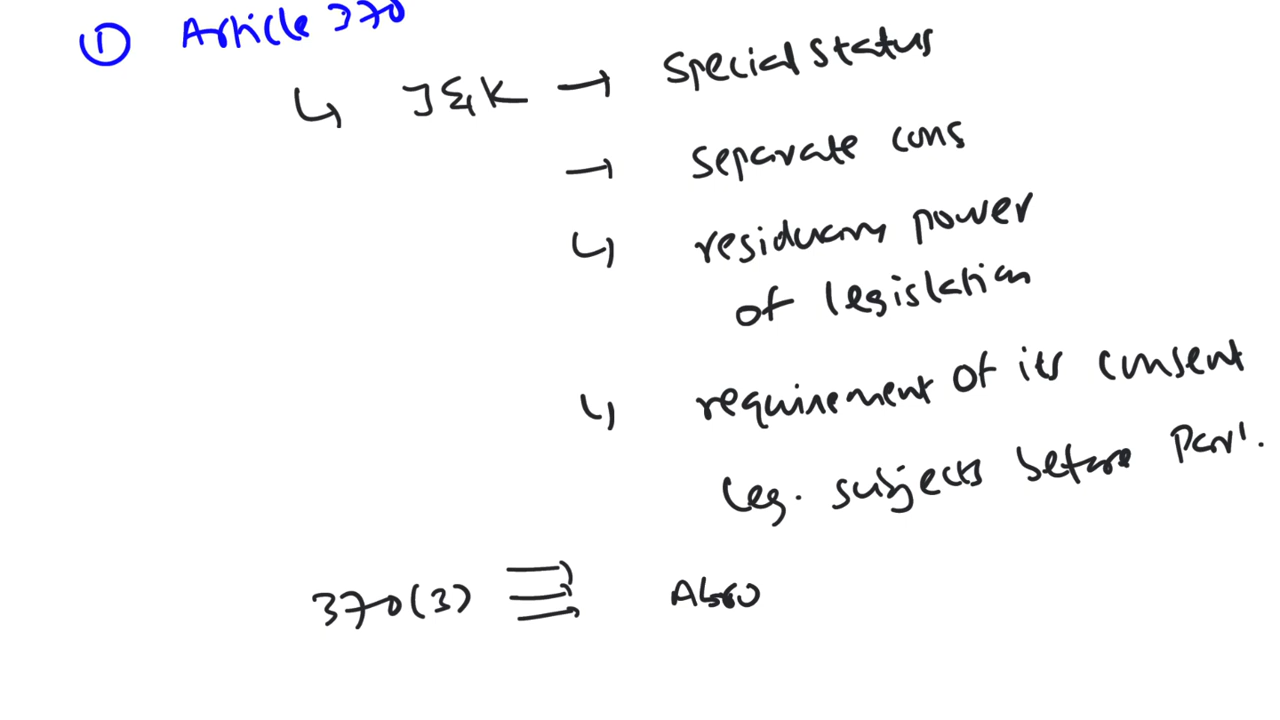 ① Article 370
↳ J&K → Special Status
→ separate cons
↳ residuary power
of legislation
↳ requirement of its consent
leg. subjects before Parl.
370(3)